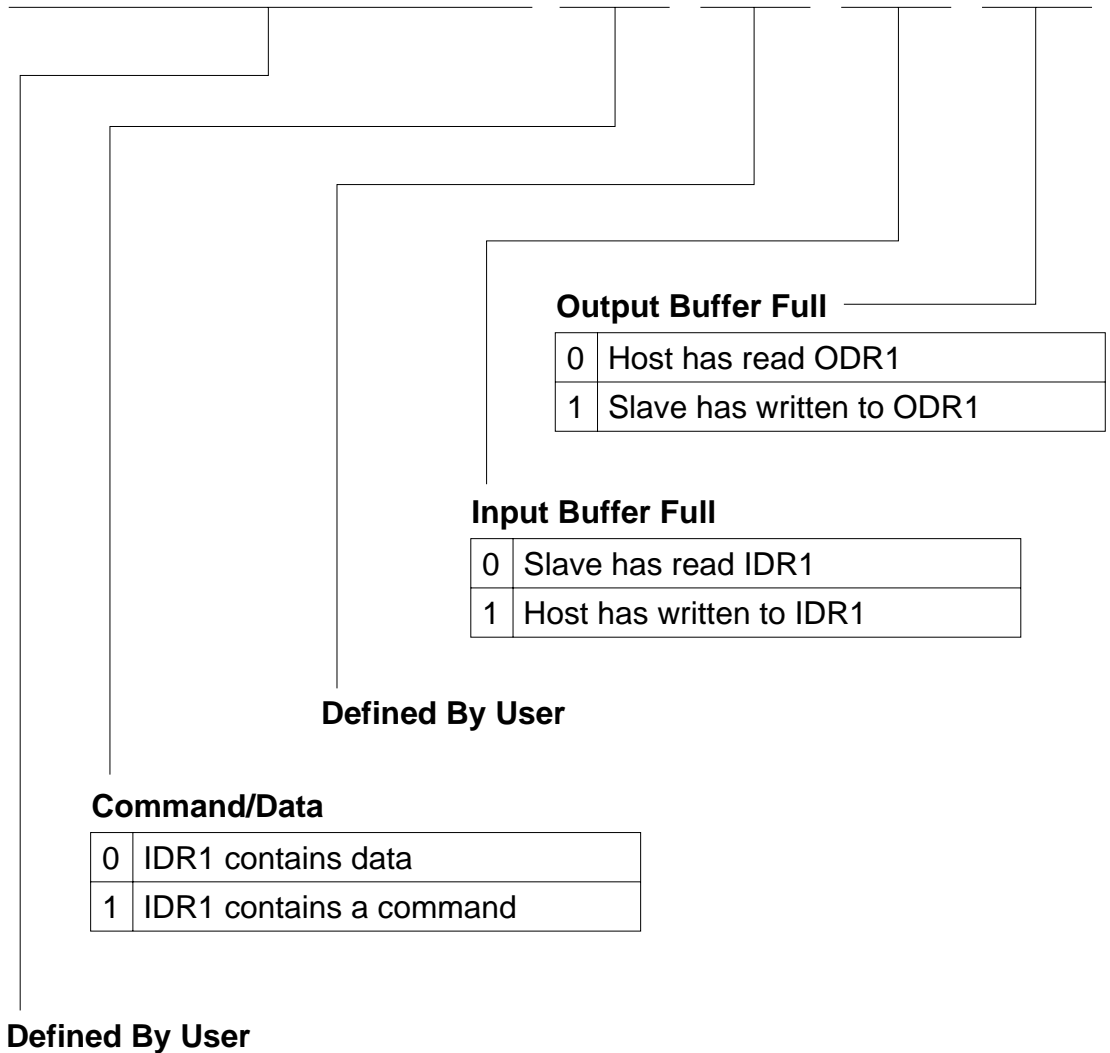 Output Buffer Full
0 Host has read ODR1
1 Slave has written to ODR1
Input Buffer Full
0 Slave has read IDR1
1 Host has written to IDR1
Defined By User
Command/Data
0 IDR1 contains data
1 IDR1 contains a command
Defined By User